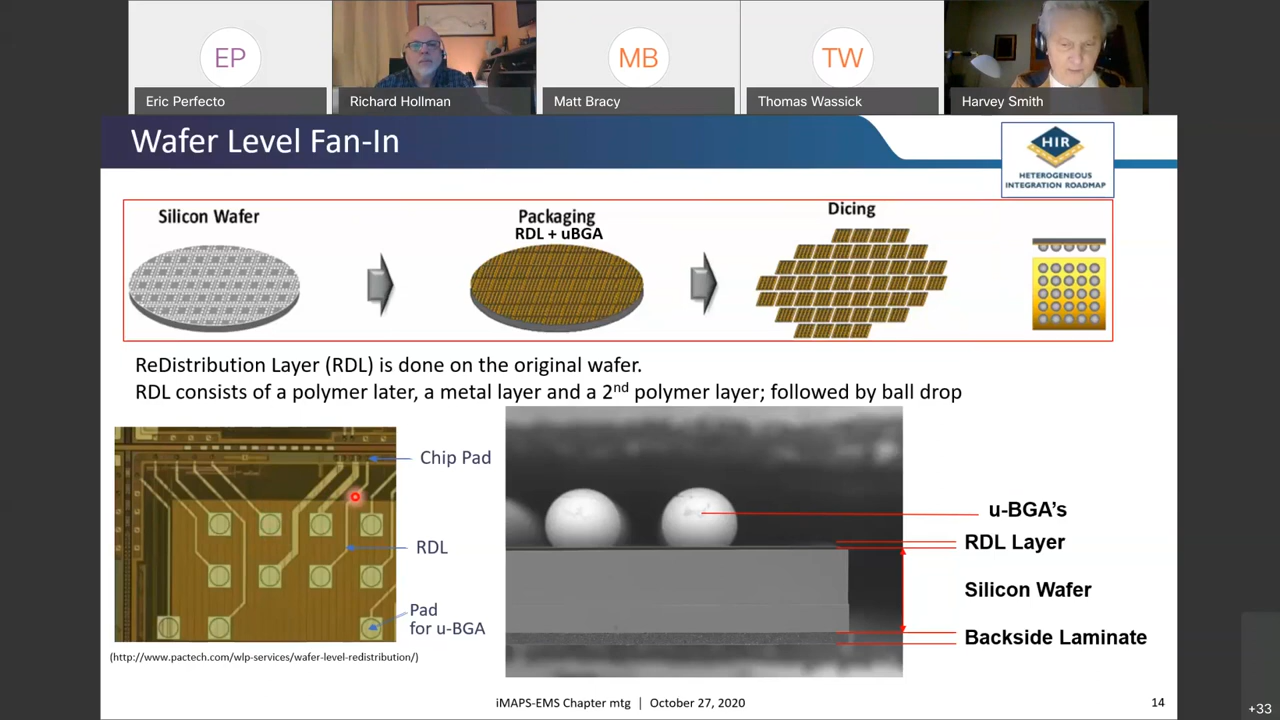 EP
MB
TW
Eric Perfecto
Richard Hollman
Matt Bracy
Thomas Wassick
Harvey Smith
Wafer Level Fan-In
HIR
HETEROGENEOUS
INTEGRATION ROADMAP
Silicon Wafer
Packaging
RDL + uBGA
Dicing
ReDistribution Layer (RDL) is done on the original wafer.
RDL consists of a polymer later, a metal layer and a 2nd polymer layer; followed by ball drop
Chip Pad
RDL
Pad
for u-BGA
(http://www.pactech.com/wlp-services/wafer-level-redistribution/)
u-BGA's
RDL Layer
Silicon Wafer
Backside Laminate
iMAPS-EMS Chapter mtg | October 27, 2020
14
+33